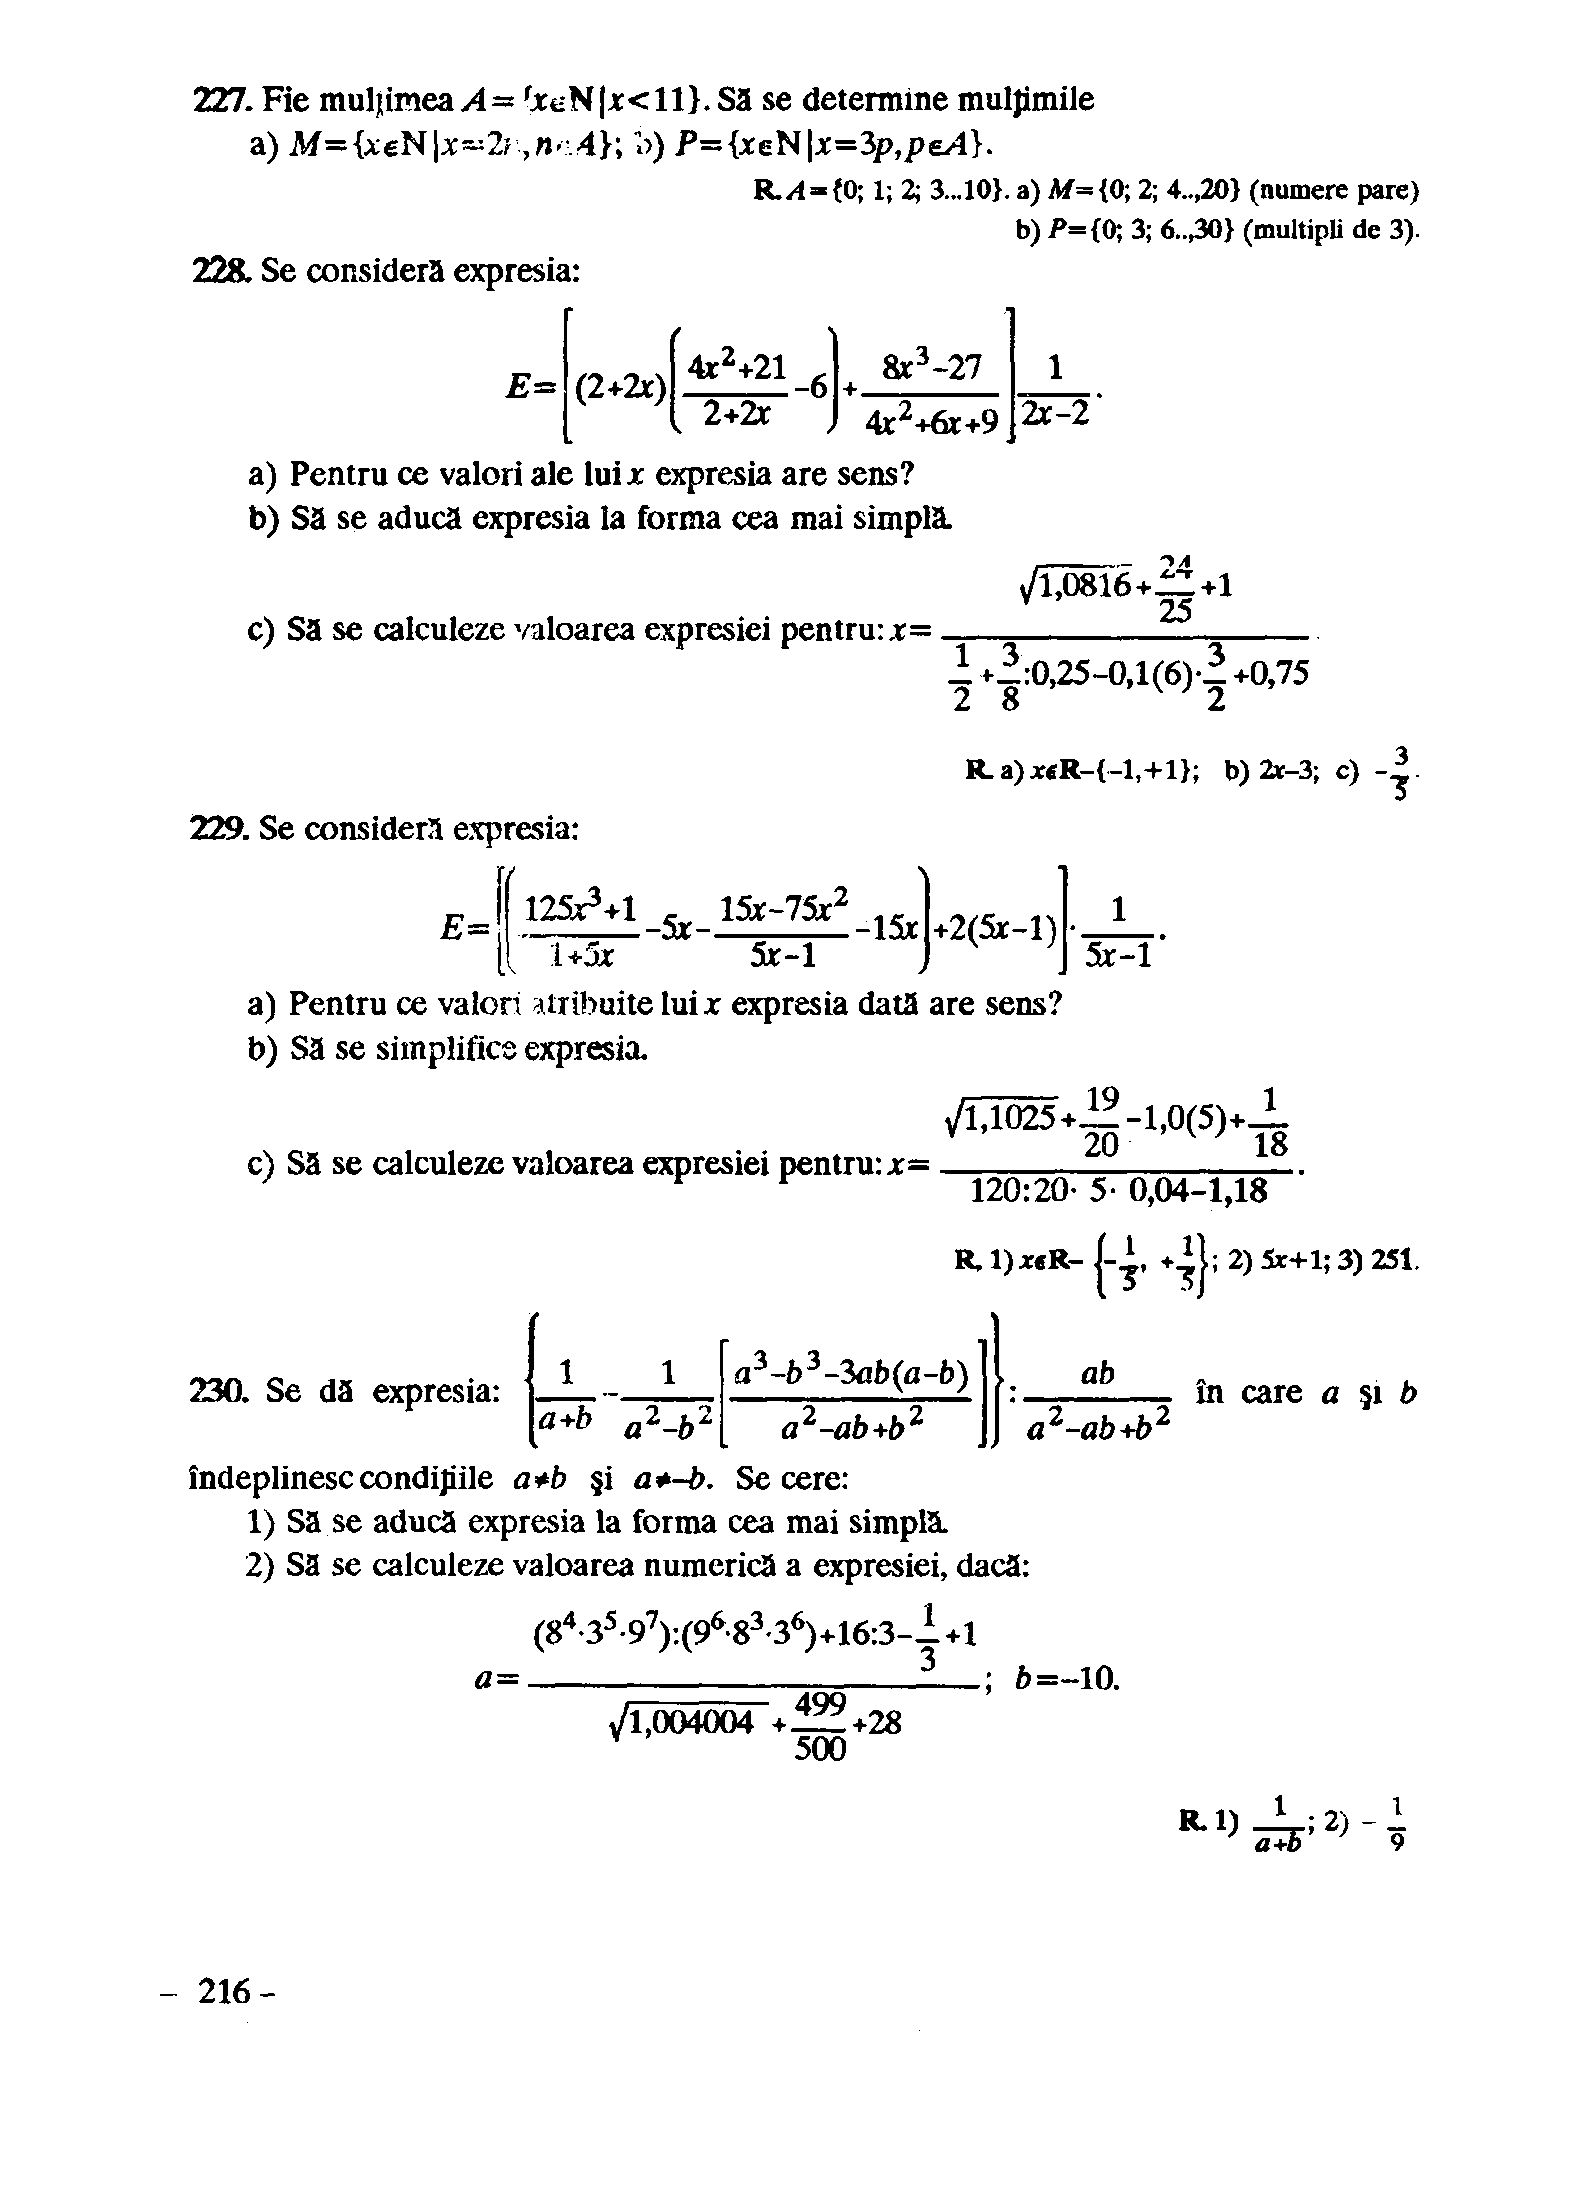 227. Fie mulțimea A={x∈N|x<11}. Să se determine mulțimile
a) M={x∈N|x=2n, n∈A}; b) P={x∈N|x=3p, p∈A}.
R. A={0; 1; 2; 3...10}. a) M={0; 2; 4..,20} (numere pare)
b) P={0; 3; 6..,30} (multipli de 3).
228. Se consideră expresia:
E=[(2+2x)((4x²+21)/(2+2x)-6)+(8x³-27)/(4x²+6x+9)]1/(2x-2).
a) Pentru ce valori ale lui x expresia are sens?
b) Să se aducă expresia la forma cea mai simplă.
c) Să se calculeze valoarea expresiei pentru: x=(√1,0816+24/25+1)/(1/2+3/8:0,25-0,1(6)·3/2+0,75).
R. a) x∈R-{-1,+1}; b) 2x-3; c) -3/5.
229. Se consideră expresia:
E=[((125x³+1)/(1+5x)-5x-(15x-75x²)/(5x-1)-15x)+2(5x-1)]·1/(5x-1).
a) Pentru ce valori atribuite lui x expresia dată are sens?
b) Să se simplifice expresia.
c) Să se calculeze valoarea expresiei pentru: x=(√1,1025+19/20-1,0(5)+1/18)/(120:20· 5· 0,04-1,18).
R. 1) x∈R-{-1/5, +1/5}; 2) 5x+1; 3) 251.
230. Se dă expresia: {1/(a+b)-1/(a²-b²)[(a³-b³-3ab(a-b))/(a²-ab+b²)]}:ab/(a²-ab+b²) în care a și b
îndeplinesc condițiile a≠b și a≠-b. Se cere:
1) Să se aducă expresia la forma cea mai simplă.
2) Să se calculeze valoarea numerică a expresiei, dacă:
a=((8⁴·3⁵·9⁷):(9⁶·8³·3⁶)+16:3-1/3+1)/(√1,004004+499/500+28); b=-10.
R. 1) 1/(a+b); 2) -1/9
- 216 -